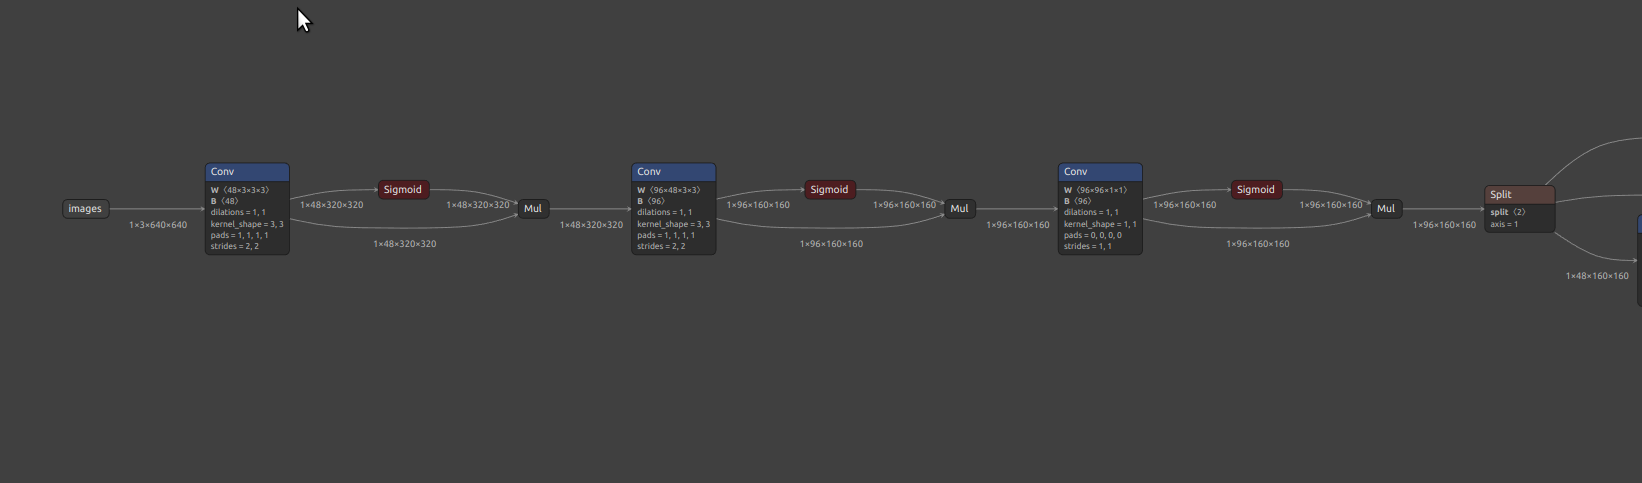 images
1×3×640×640
Conv
W ⟨48×3×3×3⟩
B ⟨48⟩
dilations = 1, 1
kernel_shape = 3, 3
pads = 1, 1, 1, 1
strides = 2, 2
1×48×320×320
Sigmoid
1×48×320×320
1×48×320×320
Mul
1×48×320×320
Conv
W ⟨96×48×3×3⟩
B ⟨96⟩
dilations = 1, 1
kernel_shape = 3, 3
pads = 1, 1, 1, 1
strides = 2, 2
1×96×160×160
Sigmoid
1×96×160×160
1×96×160×160
Mul
1×96×160×160
Conv
W ⟨96×96×1×1⟩
B ⟨96⟩
dilations = 1, 1
kernel_shape = 1, 1
pads = 0, 0, 0, 0
strides = 1, 1
1×96×160×160
Sigmoid
1×96×160×160
1×96×160×160
Mul
1×96×160×160
Split
split ⟨2⟩
axis = 1
1×48×160×160